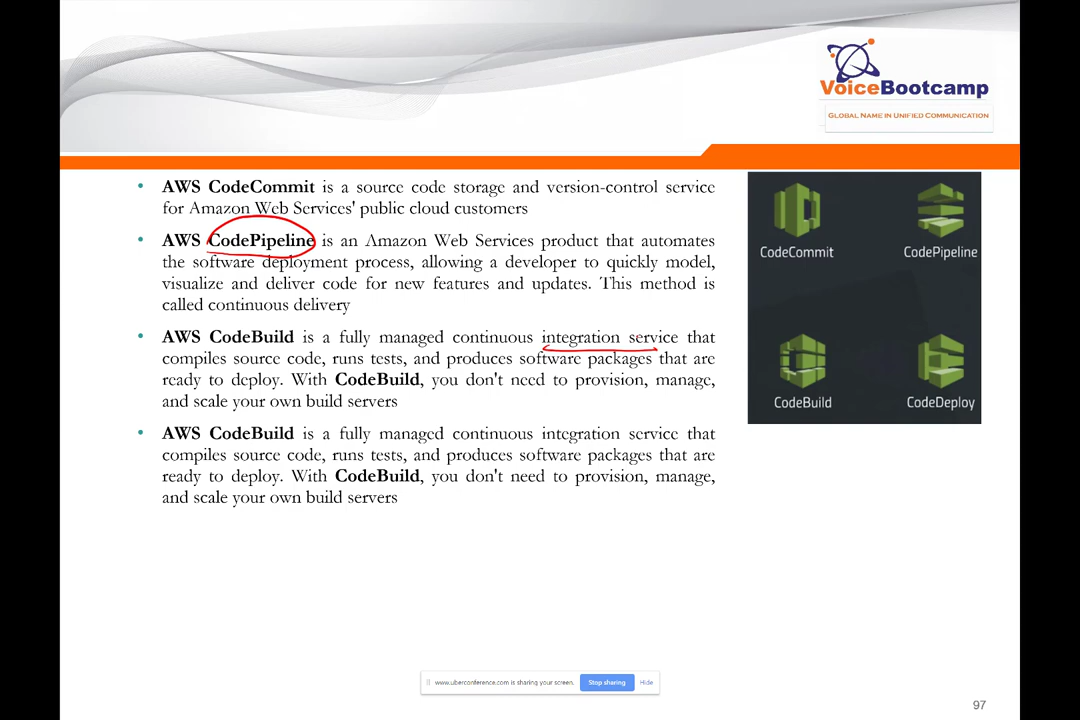 VoiceBootcamp
GLOBAL NAME IN UNIFIED COMMUNICATION
• AWS CodeCommit is a source code storage and version-control service
for Amazon Web Services' public cloud customers
• AWS CodePipeline is an Amazon Web Services product that automates
the software deployment process, allowing a developer to quickly model,
visualize and deliver code for new features and updates. This method is
called continuous delivery
• AWS CodeBuild is a fully managed continuous integration service that
compiles source code, runs tests, and produces software packages that are
ready to deploy. With CodeBuild, you don't need to provision, manage,
and scale your own build servers
• AWS CodeBuild is a fully managed continuous integration service that
compiles source code, runs tests, and produces software packages that are
ready to deploy. With CodeBuild, you don't need to provision, manage,
and scale your own build servers
CodeCommit CodePipeline
CodeBuild CodeDeploy
www.uberconference.com is sharing your screen. Stop sharing Hide
97